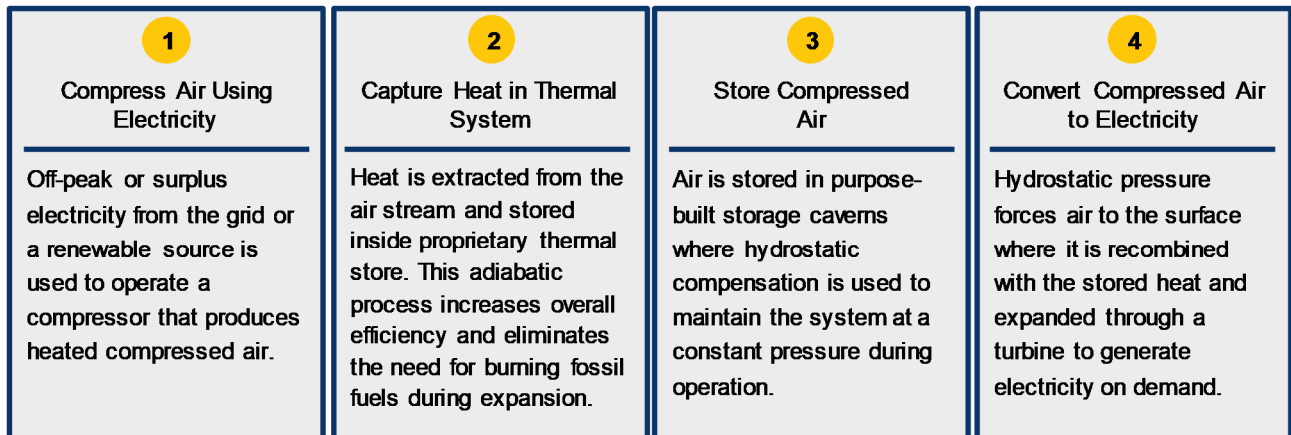 1
Compress Air Using
Electricity
Off-peak or surplus
electricity from the grid or
a renewable source is
used to operate a
compressor that produces
heated compressed air.
2
Capture Heat in Thermal
System
Heat is extracted from the
air stream and stored
inside proprietary thermal
store. This adiabatic
process increases overall
efficiency and eliminates
the need for burning fossil
fuels during expansion.
3
Store Compressed
Air
Air is stored in purpose-
built storage caverns
where hydrostatic
compensation is used to
maintain the system at a
constant pressure during
operation.
4
Convert Compressed Air
to Electricity
Hydrostatic pressure
forces air to the surface
where it is recombined
with the stored heat and
expanded through a
turbine to generate
electricity on demand.